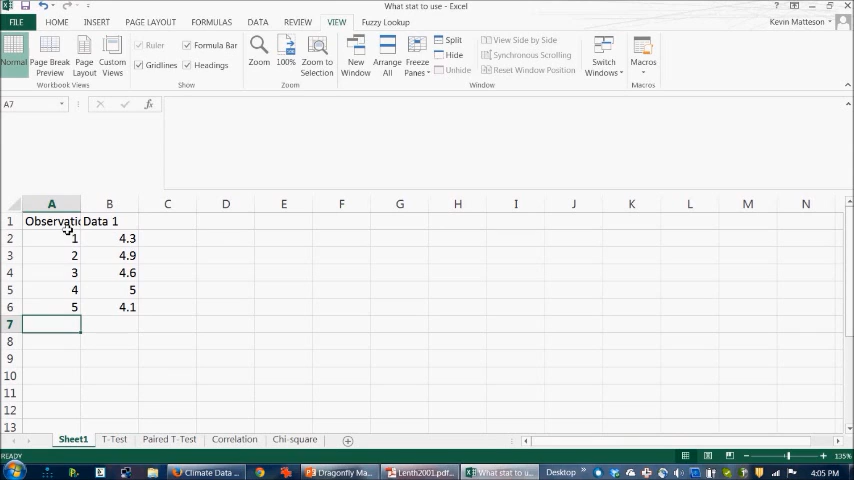 What stat to use - Excel
FILE HOME INSERT PAGE LAYOUT FORMULAS DATA REVIEW VIEW Fuzzy Lookup Kevin Matteson
Normal Page Break Preview Page Layout Custom Views
Ruler Formula Bar
Gridlines Headings
Zoom 100% Zoom to Selection
New Window Arrange All Freeze Panes
Split
Hide
Unhide
View Side by Side
Synchronous Scrolling
Reset Window Position
Switch Windows Macros
Workbook Views Show Zoom Window Macros
A7 fx
A B C D E F G H I J K L M N
1 Observatio Data 1
2 1 4.3
3 2 4.9
4 3 4.6
5 4 5
6 5 4.1
7
8
9
10
11
12
13
Sheet1 T-Test Paired T-Test Correlation Chi-square
READY 135%
Climate Data ... Dragonfly Ma... Lenth2001.pdf... What stat to u... Desktop 4:05 PM